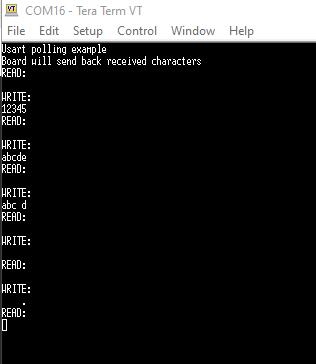 COM16 - Tera Term VT
File Edit Setup Control Window Help
Usart polling example
Board will send back received characters
READ:
WRITE:
12345
READ:
WRITE:
abcde
READ:
WRITE:
abc d
READ:
WRITE:
READ:
WRITE:
.
READ: